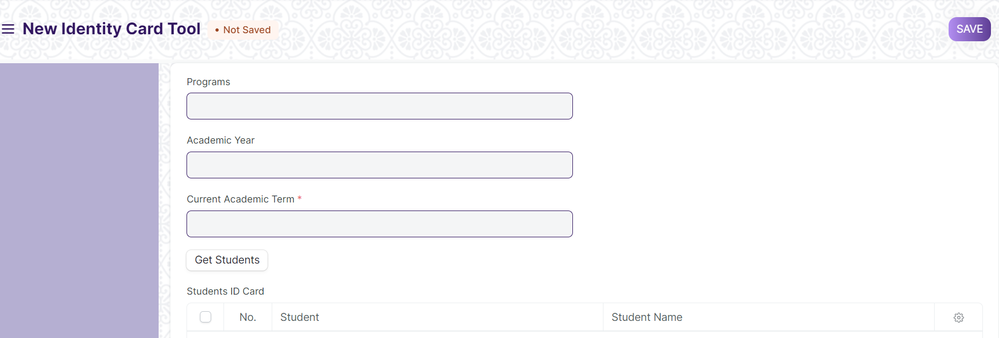 New Identity Card Tool • Not Saved SAVE
Programs
Academic Year
Current Academic Term *
Get Students
Students ID Card
No. Student Student Name